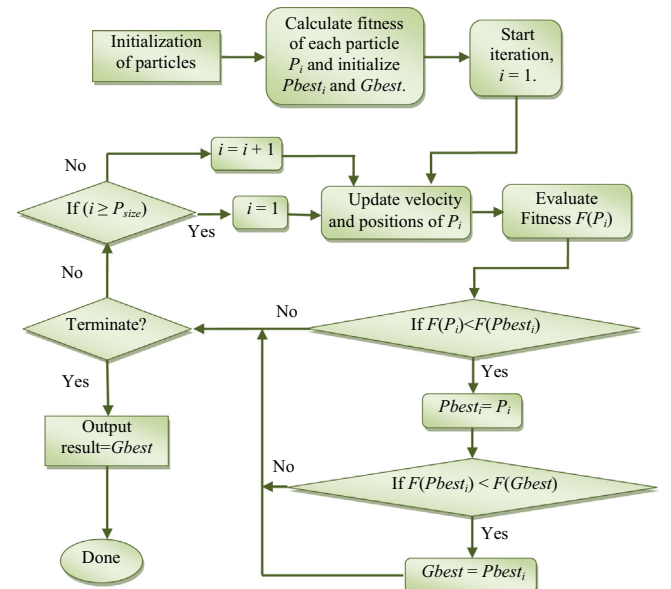 Initialization
of particles
Calculate fitness
of each particle
Pᵢ and initialize
Pbestᵢ and Gbest.
Start
iteration,
i = 1.
No
i = i + 1
If (i ≥ Pₛᵢzₑ)
Yes
i = 1
Update velocity
and positions of Pᵢ
Evaluate
Fitness F(Pᵢ)
No
Terminate?
No
If F(Pᵢ)<F(Pbestᵢ)
Yes
Yes
Pbestᵢ= Pᵢ
Output
result=Gbest
No
If F(Pbestᵢ) < F(Gbest)
Yes
Done
Gbest = Pbestᵢ